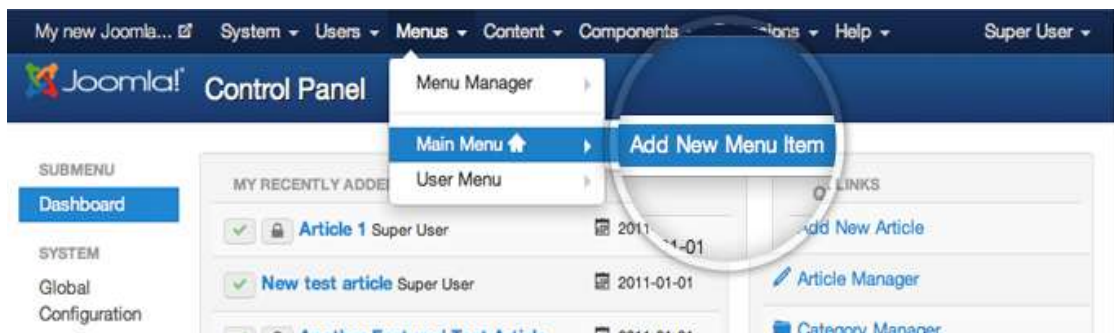 My new Joomla... System Users Menus Content Components Help Super User
Joomla! Control Panel
Menu Manager
Main Menu Add New Menu Item
User Menu
SUBMENU
Dashboard
MY RECENTLY ADDE
LINKS
Article 1 Super User
Add New Article
SYSTEM
Global
Configuration
New test article Super User 2011-01-01
Article Manager
Category Manager